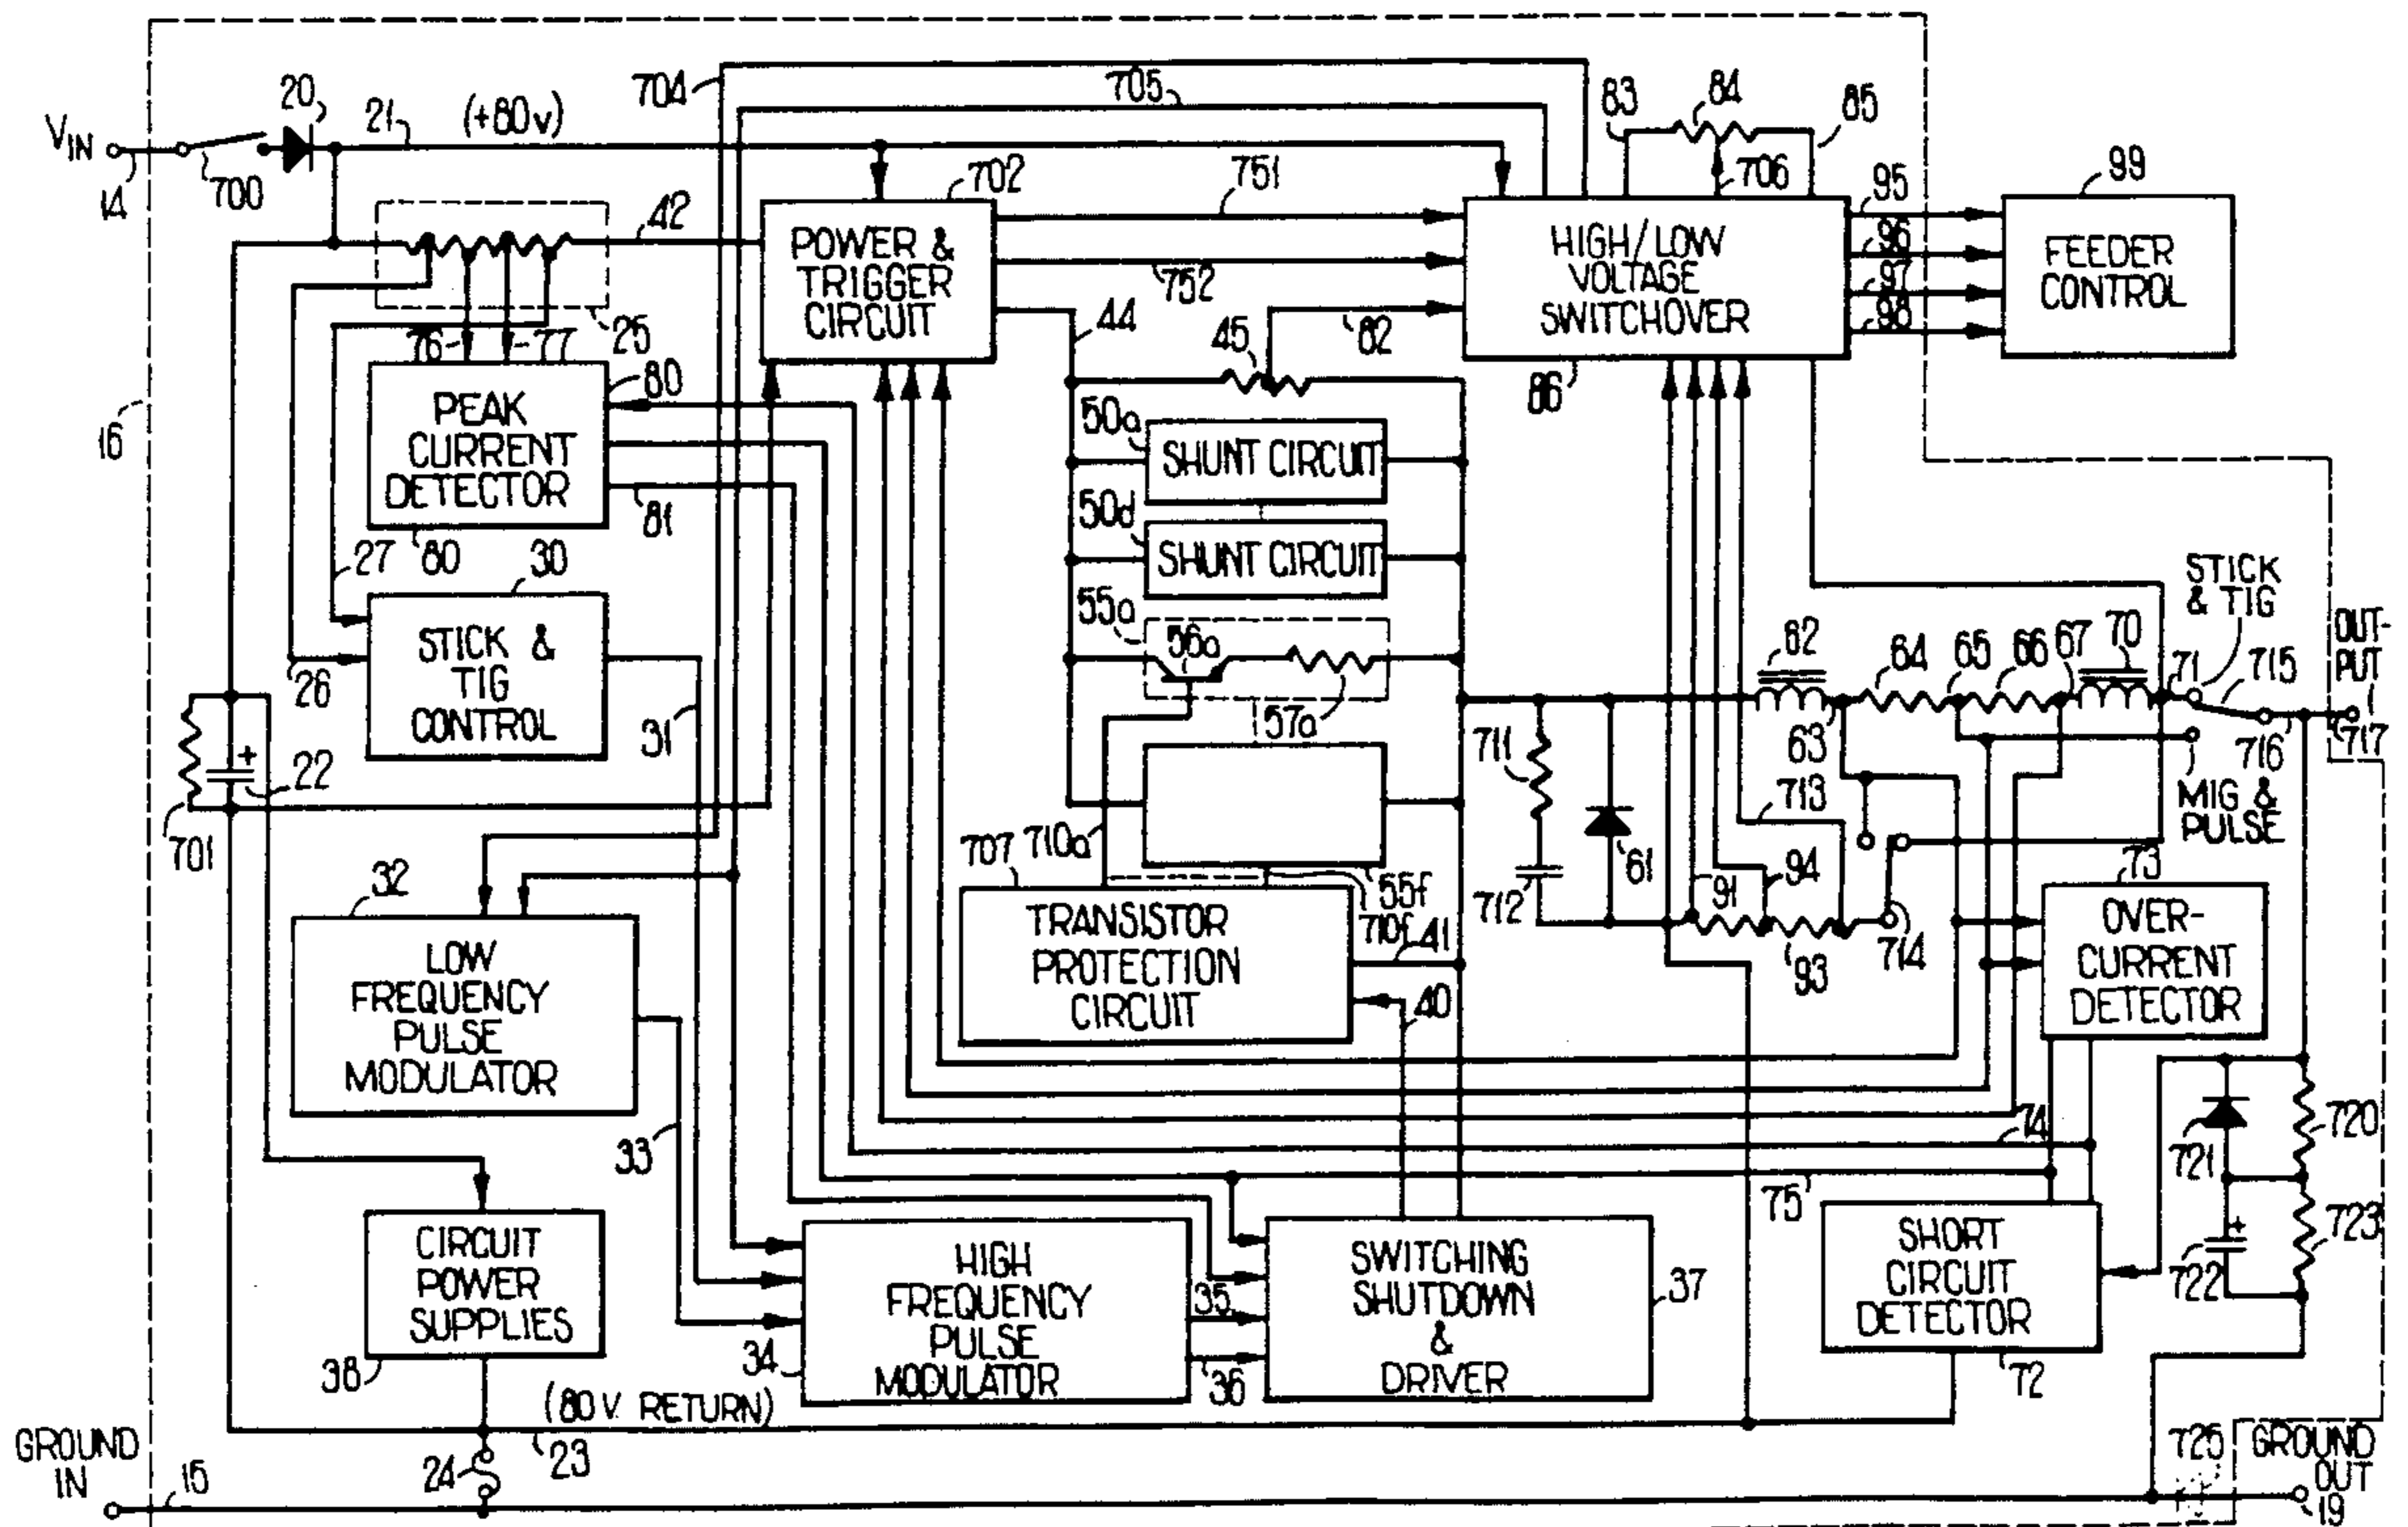 704
705
83
84
85
20
21
(+80v)
VIN
14
700
702
751
706
99
42
95
POWER &
TRIGGER
CIRCUIT
HIGH/LOW
VOLTAGE
SWITCHOVER
96
97
98
FEEDER
CONTROL
752
44
45
82
76
77
25
80
86
16
PEAK
CURRENT
DETECTOR
50a
SHUNT CIRCUIT
81
50d
SHUNT CIRCUIT
27
80
30
STICK
& TIG
55a
56a
62
64
65
66
67
70
71
715
OUT-
PUT
26
STICK &
TIG
CONTROL
31
57a
63
716
717
22
+
711
713
MIG &
PULSE
701
707
710a
61
73
32
55f
712
91
94
710f
41
TRANSISTOR
PROTECTION
CIRCUIT
93
714
OVER-
CURRENT
DETECTOR
LOW
FREQUENCY
PULSE
MODULATOR
40
33
74
720
721
75
CIRCUIT
POWER
SUPPLIES
HIGH
FREQUENCY
PULSE
MODULATOR
35
36
SWITCHING
SHUTDOWN
&
DRIVER
37
SHORT
CIRCUIT
DETECTOR
+
722
723
38
34
72
(80 V. RETURN)
GROUND
IN
24
23
725
GROUND
OUT
15
19